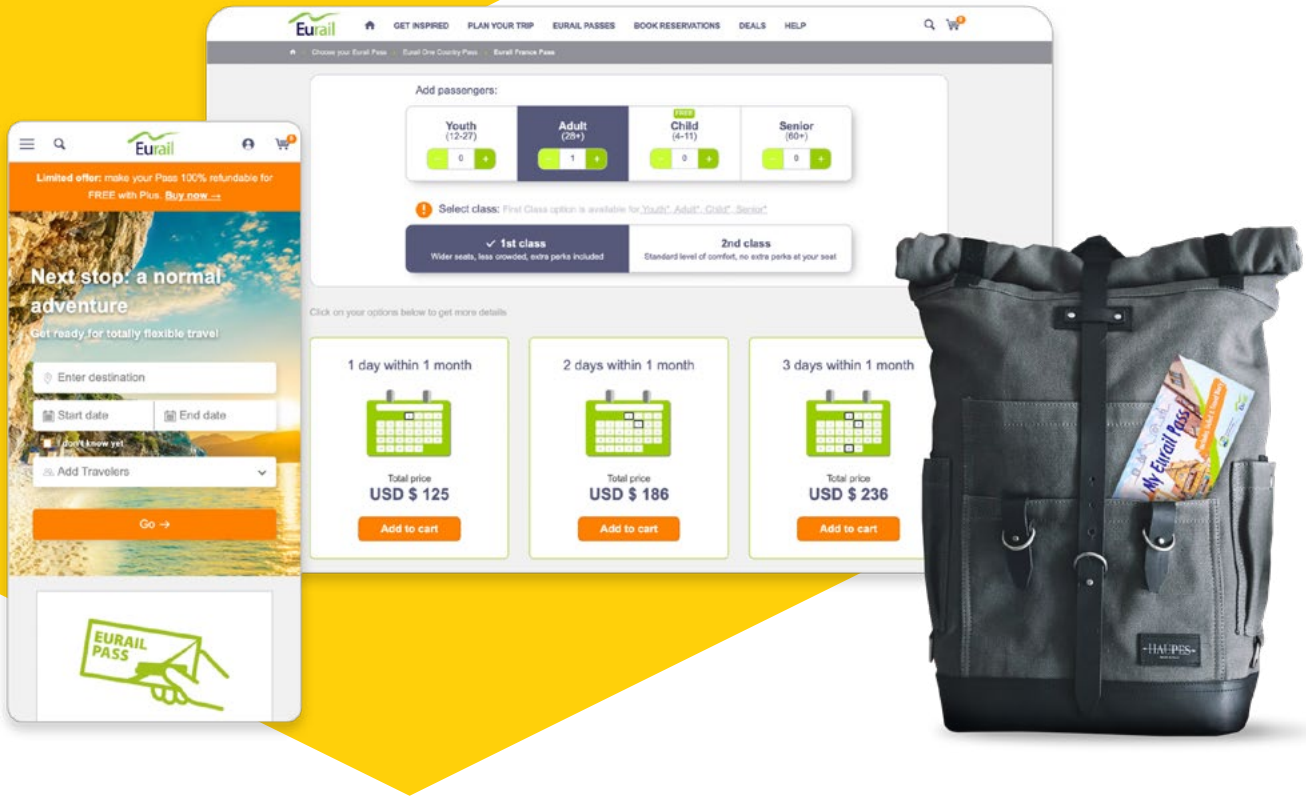 Eurail
GET INSPIRED PLAN YOUR TRIP EURAIL PASSES BOOK RESERVATIONS DEALS HELP
0
Choose your Eurail Pass Eurail One Country Pass Eurail France Pass
Add passengers:
Youth
(12-27)
- 0 +
Adult
(28+)
- 1 +
FREE
Child
(4-11)
- 0 +
Senior
(60+)
- 0 +
! Select class: First Class option is available for Youth*, Adult*, Child*, Senior*
✓ 1st class
Wider seats, less crowded, extra perks included
2nd class
Standard level of comfort, no extra perks at your seat
Click on your options below to get more details
1 day within 1 month
Total price
USD $ 125
Add to cart
2 days within 1 month
Total price
USD $ 186
Add to cart
3 days within 1 month
Total price
USD $ 236
Add to cart
Eurail
0
Limited offer: make your Pass 100% refundable for
FREE with Plus. Buy now →
Next stop: a normal
adventure
Get ready for totally flexible travel
Enter destination
Start date End date
I don't know yet
Add Travelers
Go →
EURAIL
PASS
My Eurail Pass
HAUPES